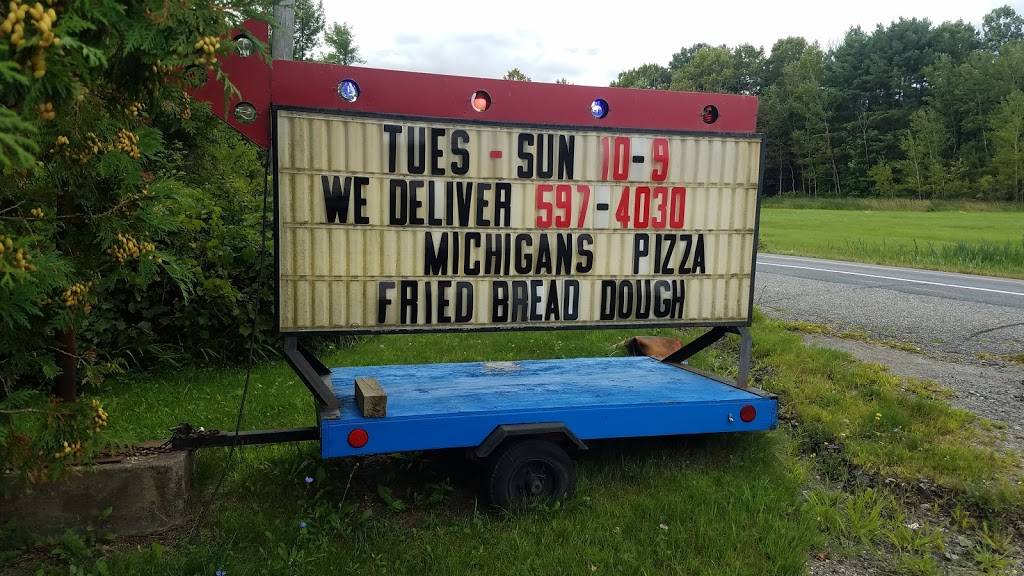 TUES - SUN 10-9
WE DELIVER 597-4030
MICHIGANS PIZZA
FRIED BREAD DOUGH